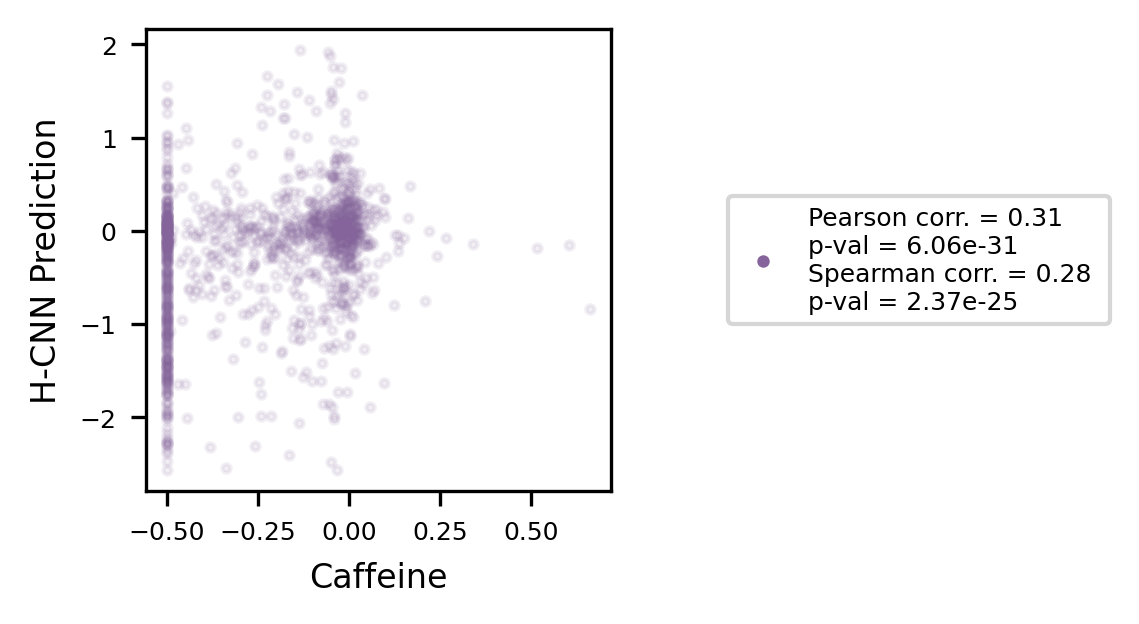 2
1
0
−1
−2
H-CNN Prediction
−0.50 −0.25 0.00 0.25 0.50
Caffeine
Pearson corr. = 0.31
p-val = 6.06e-31
Spearman corr. = 0.28
p-val = 2.37e-25